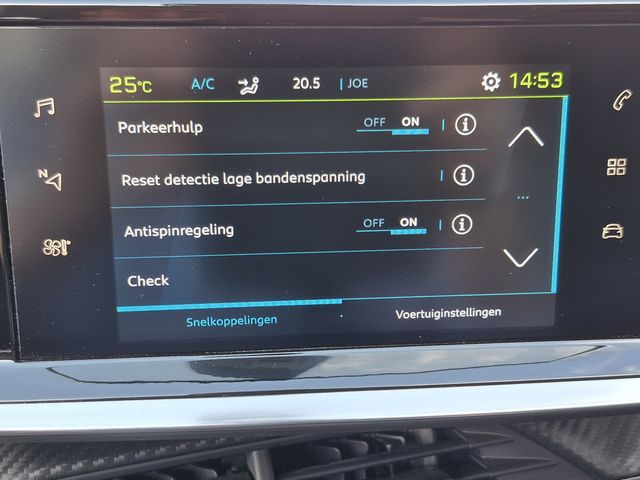 25°C A/C 20.5 JOE 14:53
Parkeerhulp OFF ON i
Reset detectie lage bandenspanning i
Antispinregeling OFF ON i
Check
Snelkoppelingen Voertuiginstellingen
N